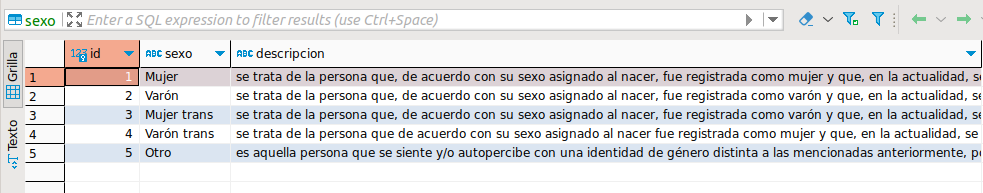 sexo Enter a SQL expression to filter results (use Ctrl+Space)
Grilla
Texto
123 id ABC sexo ABC descripcion
1 1 Mujer se trata de la persona que, de acuerdo con su sexo asignado al nacer, fue registrada como mujer y que, en la actualidad, se
2 2 Varón se trata de la persona que, de acuerdo con su sexo asignado al nacer, fue registrada como varón y que, en la actualidad, se
3 3 Mujer trans se trata de la persona que, de acuerdo con su sexo asignado al nacer, fue registrada como varón y que, en la actualidad, se
4 4 Varón trans se trata de la persona que de acuerdo con su sexo asignado al nacer fue registrada como mujer y que, en la actualidad, se
5 5 Otro es aquella persona que se siente y/o autopercibe con una identidad de género distinta a las mencionadas anteriormente,